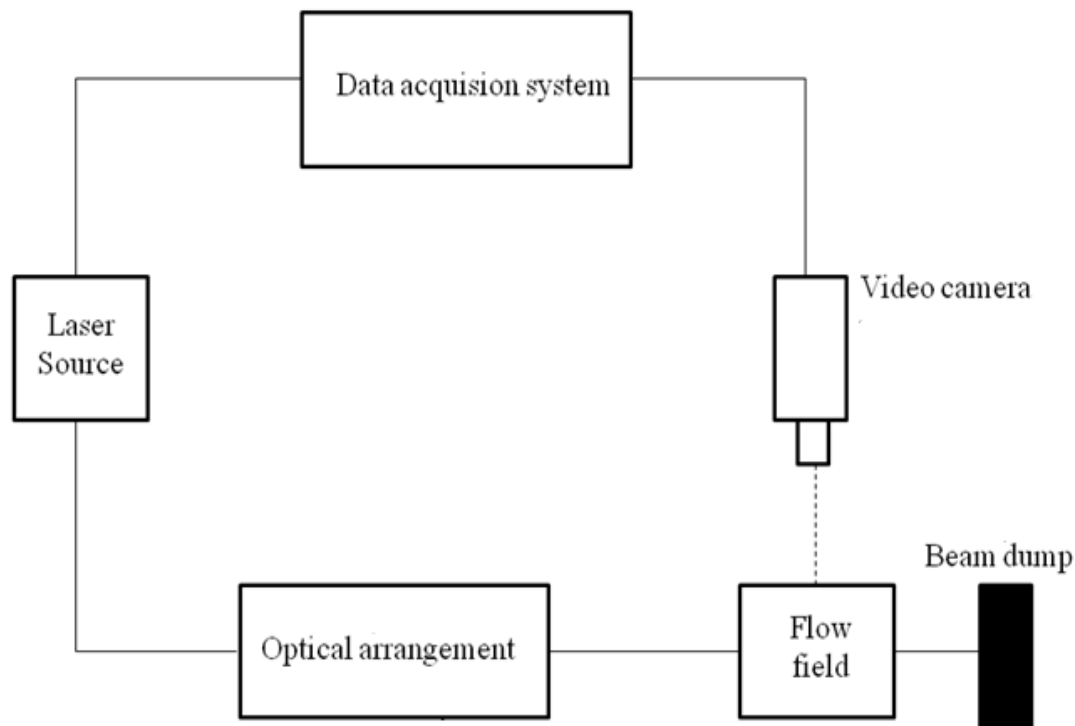 Data acquision system
Video camera
Laser
Source
Beam dump
Optical arrangement
Flow
field